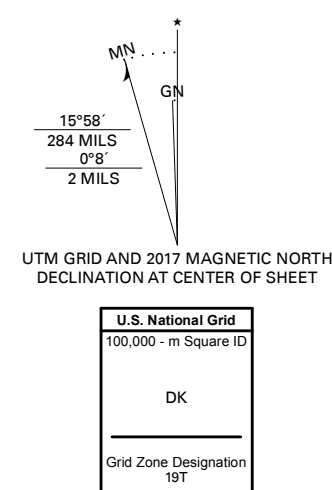 ★
MN
GN
15°58´
284 MILS
0°8´
2 MILS
UTM GRID AND 2017 MAGNETIC NORTH
DECLINATION AT CENTER OF SHEET
U.S. National Grid
100,000 - m Square ID
DK
Grid Zone Designation
19T